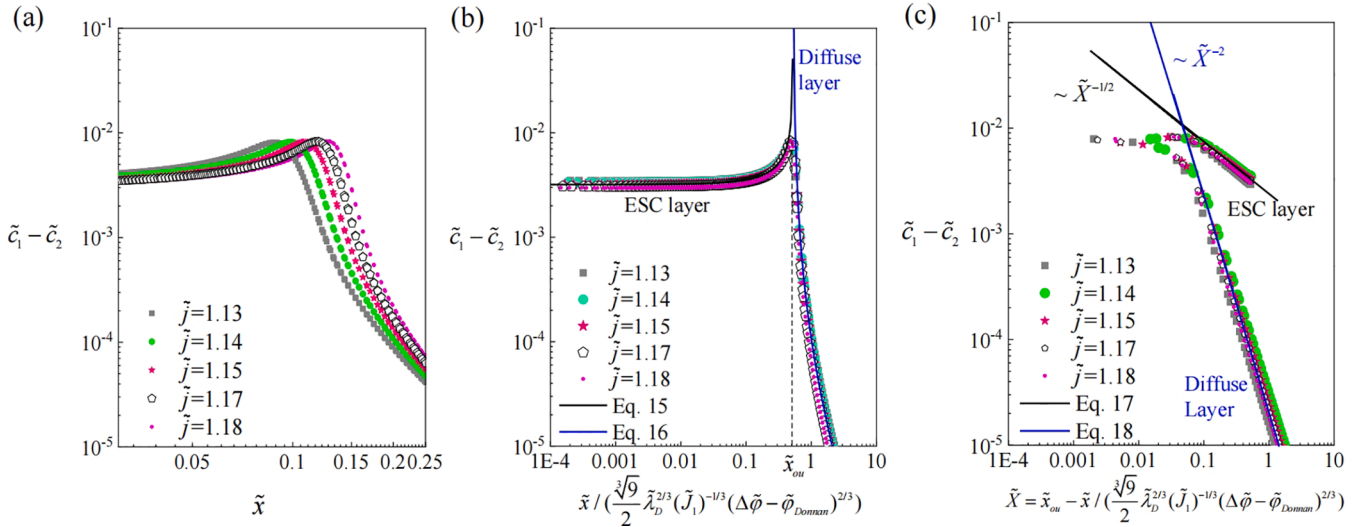 (a)
10⁻¹
10⁻²
c̃₁ − c̃₂
10⁻³
10⁻⁴
10⁻⁵
j̃=1.13
j̃=1.14
j̃=1.15
j̃=1.17
j̃=1.18
0.05 0.1 0.15 0.2 0.25
x̃
(b)
10⁻¹
10⁻²
c̃₁ − c̃₂
10⁻³
10⁻⁴
10⁻⁵
Diffuse
layer
ESC layer
j̃=1.13
j̃=1.14
j̃=1.15
j̃=1.17
j̃=1.18
Eq. 15
Eq. 16
1E-4 0.001 0.01 0.1 x̃ₒᵤ 1 10
x̃ / (∛9/2 λ̃_D^{2/3} (J̃₁)^{-1/3} (Δφ̃ − φ̃_{Donnan})^{2/3})
(c)
10⁻¹
10⁻²
c̃₁ − c̃₂
10⁻³
10⁻⁴
10⁻⁵
~ X̃⁻²
~ X̃^{-1/2}
ESC layer
j̃=1.13
j̃=1.14
j̃=1.15
j̃=1.17
j̃=1.18
Eq. 17
Eq. 18
Diffuse
Layer
1E-4 0.001 0.01 0.1 1 10
X̃ = x̃ₒᵤ − x̃ / (∛9/2 λ̃_D^{2/3} (J̃₁)^{-1/3} (Δφ̃ − φ̃_{Donnan})^{2/3})